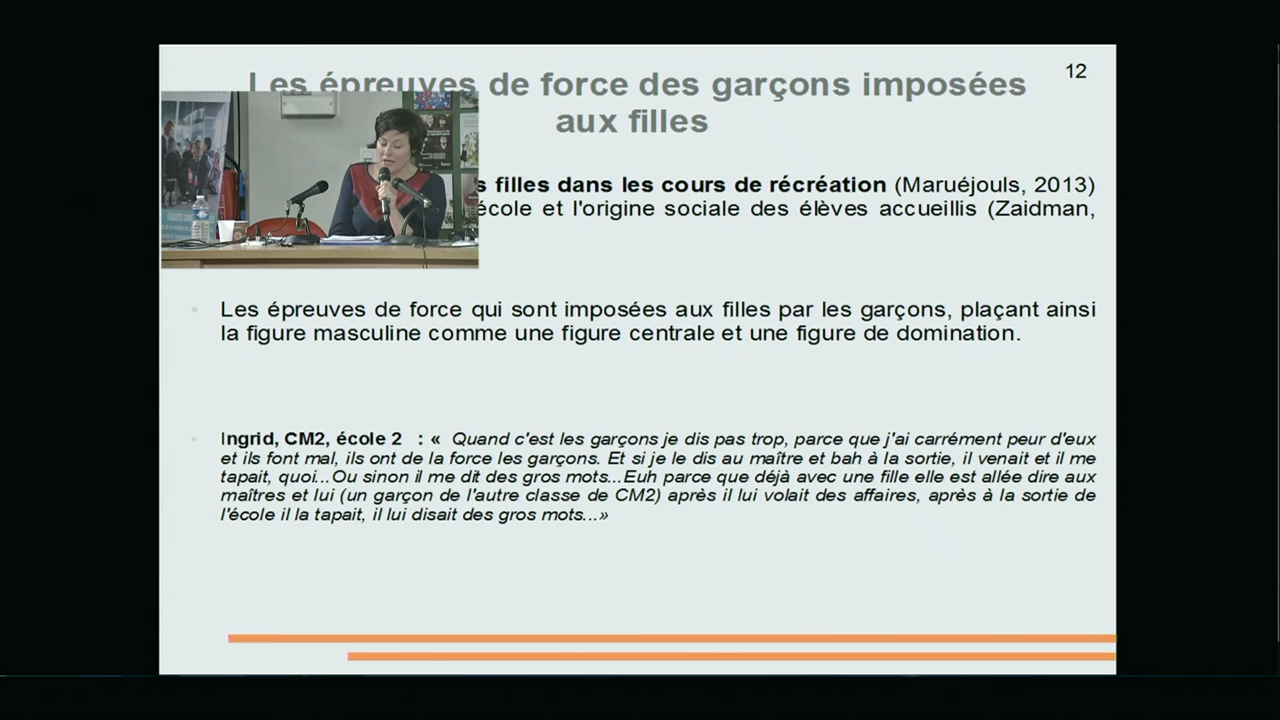 12
Les épreuves de force des garçons imposées
aux filles
s filles dans les cours de récréation (Maruéjouls, 2013)
école et l'origine sociale des élèves accueillis (Zaidman,
Les épreuves de force qui sont imposées aux filles par les garçons, plaçant ainsi
la figure masculine comme une figure centrale et une figure de domination.
Ingrid, CM2, école 2 : « Quand c'est les garçons je dis pas trop, parce que j'ai carrément peur d'eux
et ils font mal, ils ont de la force les garçons. Et si je le dis au maître et bah à la sortie, il venait et il me
tapait, quoi...Ou sinon il me dit des gros mots...Euh parce que déjà avec une fille elle est allée dire aux
maîtres et lui (un garçon de l'autre classe de CM2) après il lui volait des affaires, après à la sortie de
l'école il la tapait, il lui disait des gros mots...»